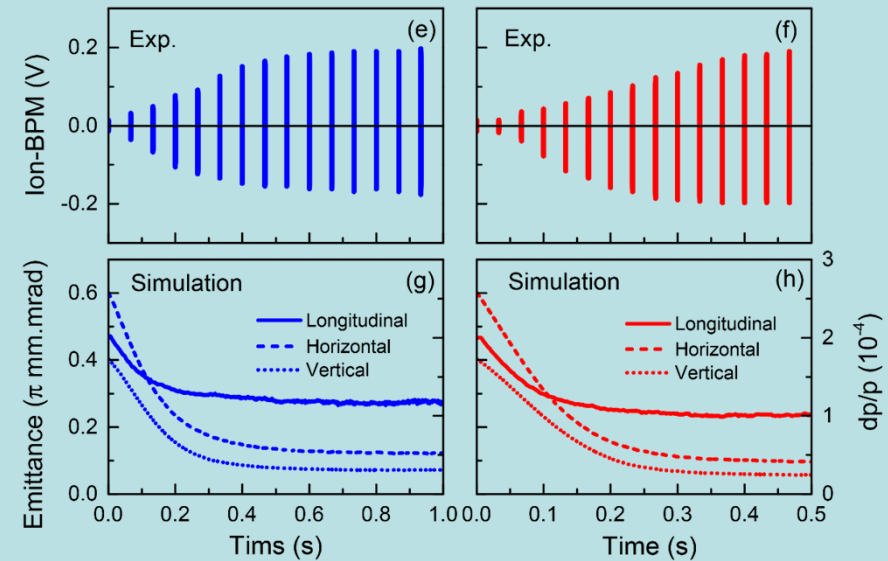 Exp.
(e)
Exp.
(f)
Ion-BPM (V)
0.2
0.0
-0.2
Simulation
(g)
Simulation
(h)
Longitudinal
Horizontal
Vertical
Longitudinal
Horizontal
Vertical
Emittance (π mm.mrad)
0.6
0.4
0.2
0.0
3
2
1
0
dp/p (10-4)
0.0 0.2 0.4 0.6 0.8 1.0
0.0 0.1 0.2 0.3 0.4 0.5
Tims (s)
Time (s)